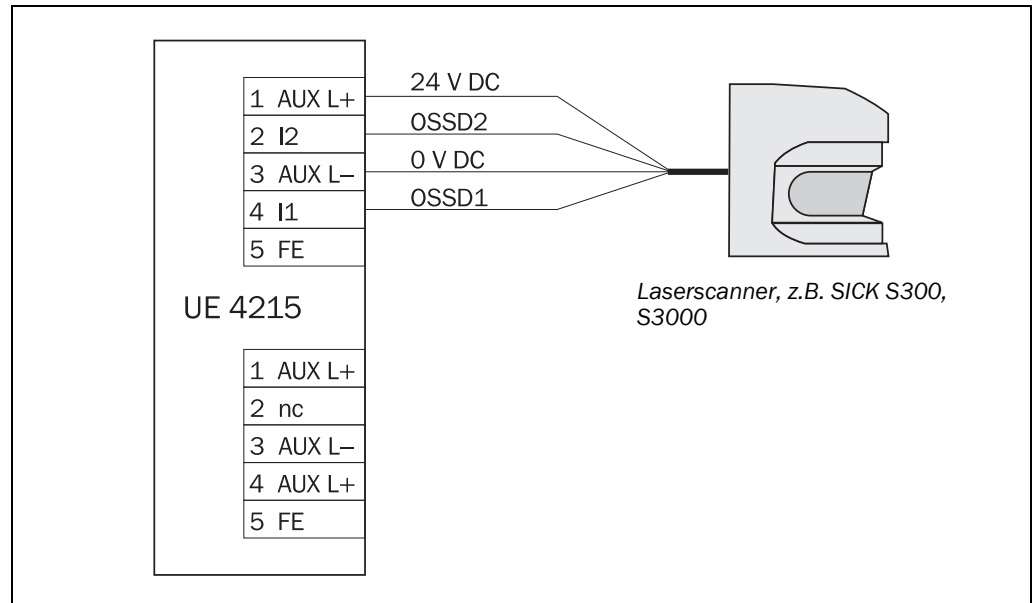 1 AUX L+
2 I2
3 AUX L–
4 I1
5 FE
24 V DC
OSSD2
0 V DC
OSSD1
UE 4215
Laserscanner, z.B. SICK S300,
S3000
1 AUX L+
2 nc
3 AUX L–
4 AUX L+
5 FE